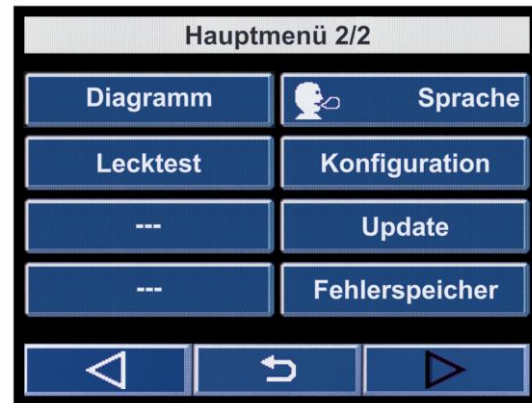 Hauptmenü 2/2
Diagramm
Sprache
Lecktest
Konfiguration
---
Update
---
Fehlerspeicher